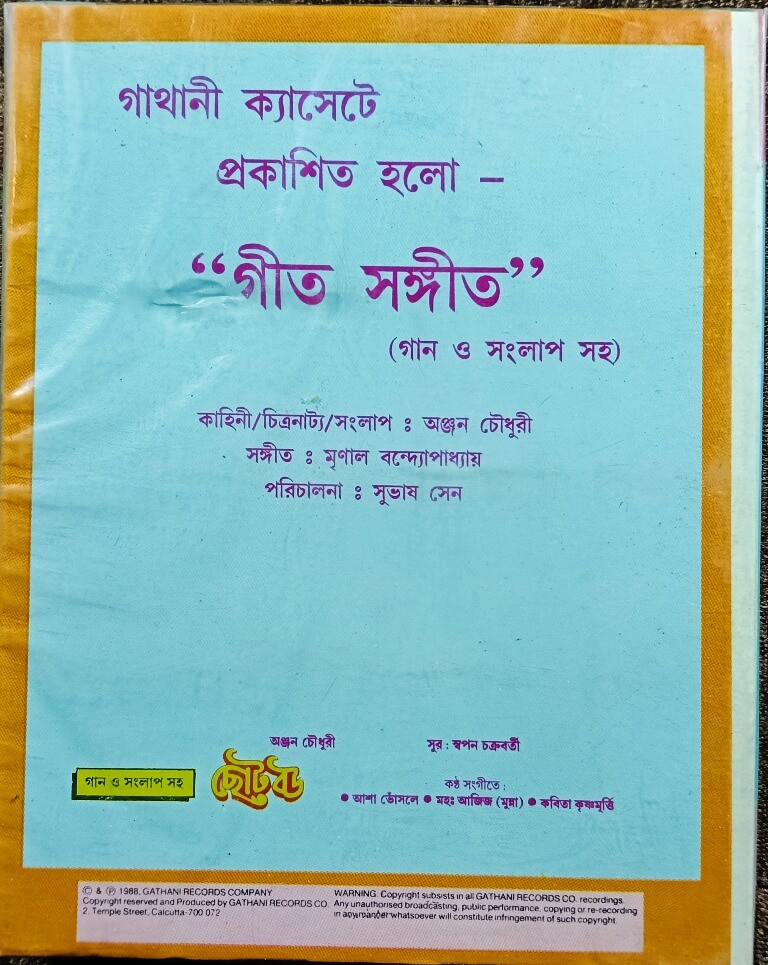 গাথানী ক্যাসেটে
প্রকাশিত হলো –
“গীত সঙ্গীত”
(গান ও সংলাপ সহ)
কাহিনী/চিত্রনাট্য/সংলাপ : অঞ্জন চৌধুরী
সঙ্গীত : মৃণাল বন্দ্যোপাধ্যায়
পরিচালনা : সুভাষ সেন
অঞ্জন চৌধুরী
সুর : স্বপন চক্রবর্তী
গান ও সংলাপ সহ
ছোট বউ
কণ্ঠ সংগীতে :
● আশা ভোঁসলে ● মহঃ আজিজ (মুন্না) ● কবিতা কৃষ্ণমূর্ত্তি
© & ℗ 1988, GATHANI RECORDS COMPANY
Copyright reserved and Produced by GATHANI RECORDS CO.
2, Temple Street, Calcutta-700 072
WARNING. Copyright subsists in all GATHANI RECORDS CO. recordings.
Any unauthorised broadcasting, public performance, copying or re-recording
in any mander whatsoever will constitute infringement of such copyright.